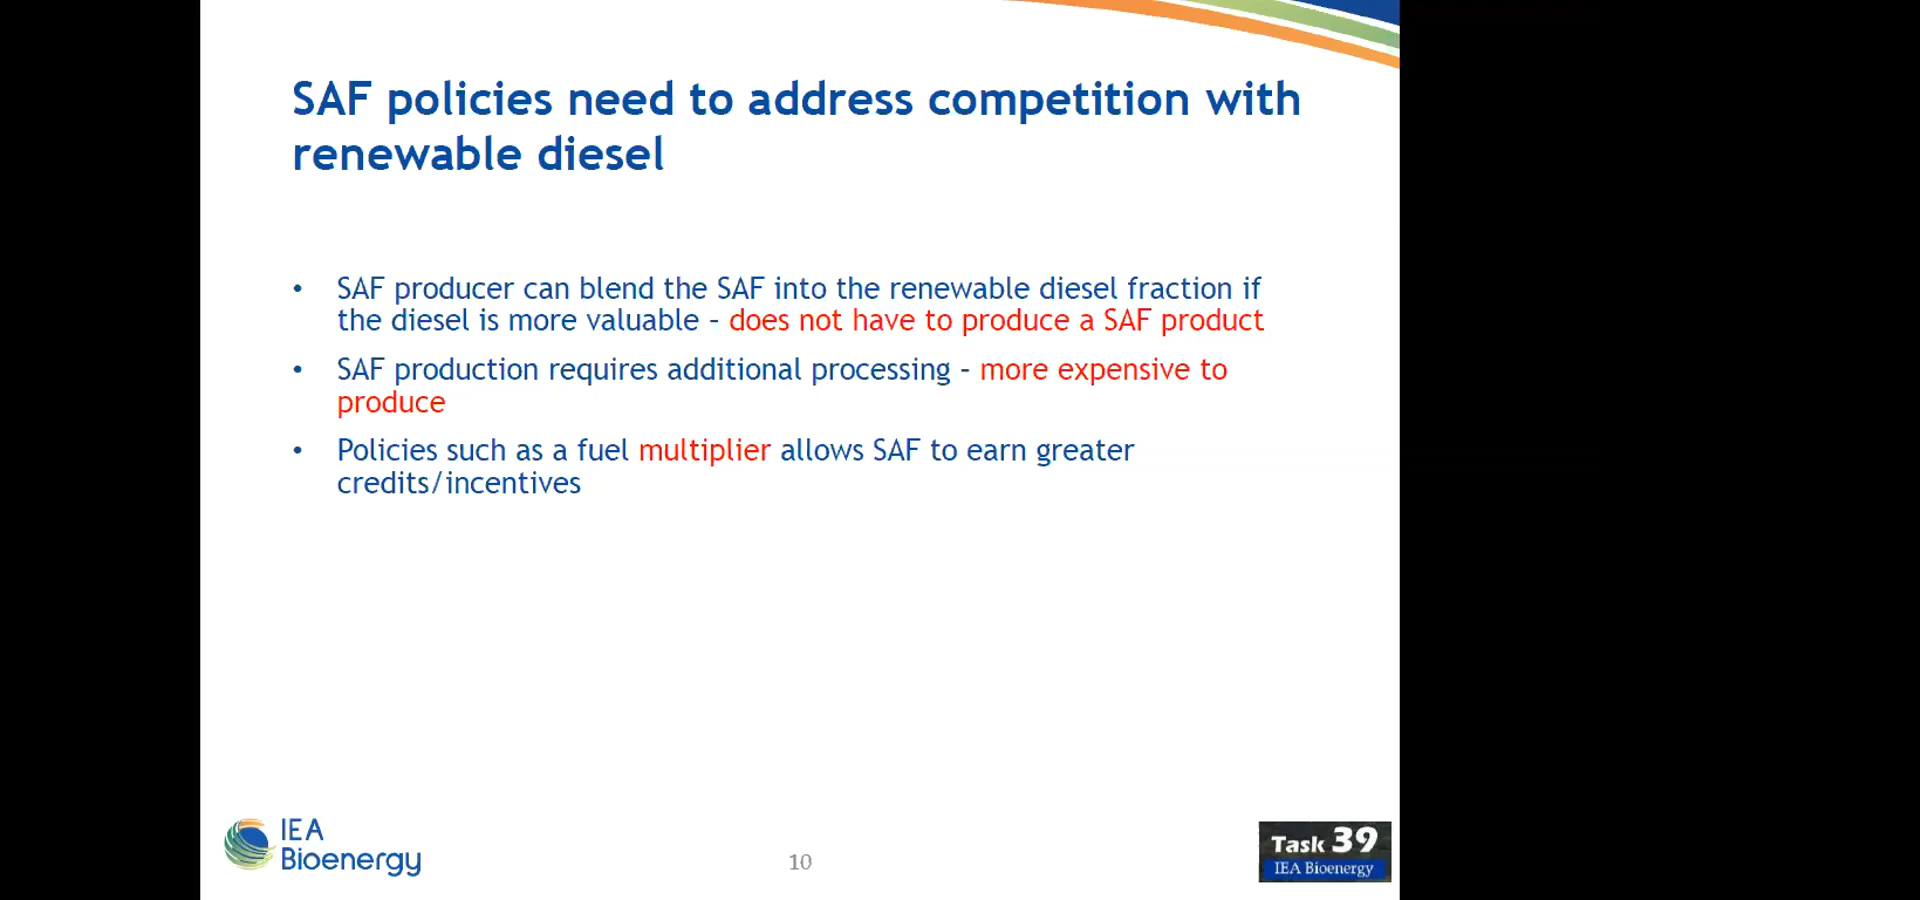 SAF policies need to address competition with
renewable diesel
• SAF producer can blend the SAF into the renewable diesel fraction if
the diesel is more valuable – does not have to produce a SAF product
• SAF production requires additional processing – more expensive to
produce
• Policies such as a fuel multiplier allows SAF to earn greater
credits/incentives
IEA
Bioenergy
10
Task 39
IEA Bioenergy